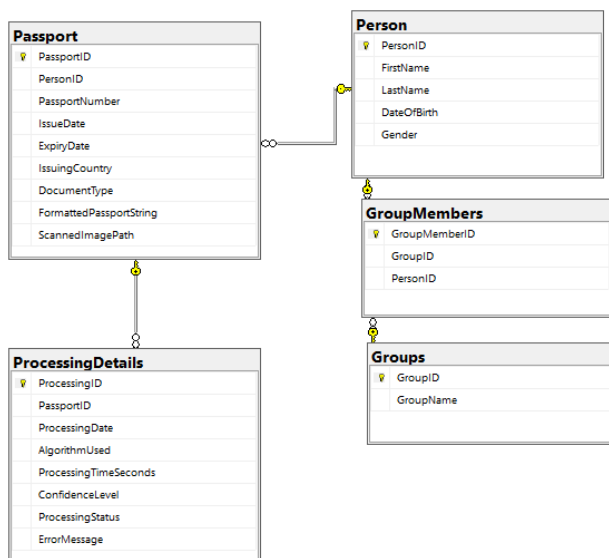 Passport
PassportID
PersonID
PassportNumber
IssueDate
ExpiryDate
IssuingCountry
DocumentType
FormattedPassportString
ScannedImagePath
Person
PersonID
FirstName
LastName
DateOfBirth
Gender
GroupMembers
GroupMemberID
GroupID
PersonID
Groups
GroupID
GroupName
ProcessingDetails
ProcessingID
PassportID
ProcessingDate
AlgorithmUsed
ProcessingTimeSeconds
ConfidenceLevel
ProcessingStatus
ErrorMessage